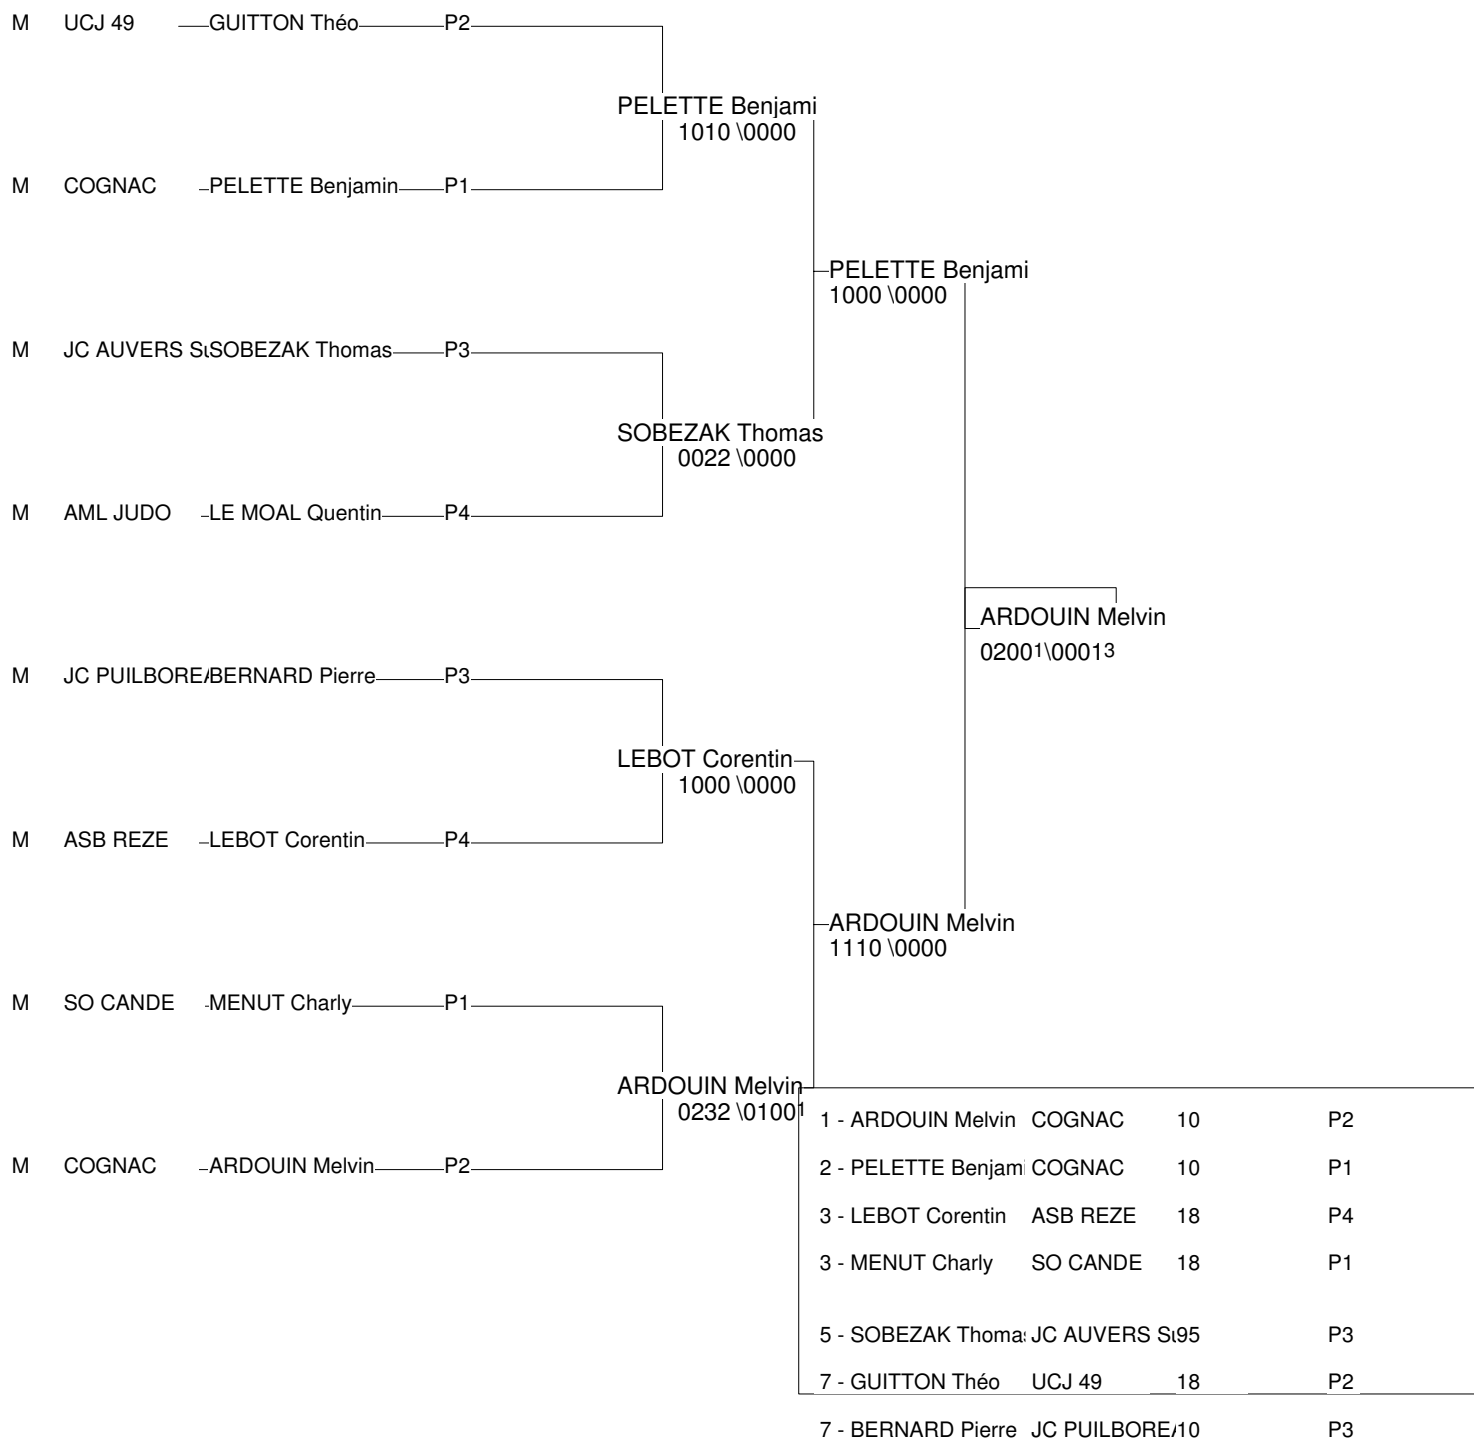 M UCJ 49 GUITTON Théo P2
PELETTE Benjami
1010 \0000
M COGNAC PELETTE Benjamin P1
PELETTE Benjami
1000 \0000
M JC AUVERS Su SOBEZAK Thomas P3
SOBEZAK Thomas
0022 \0000
M AML JUDO LE MOAL Quentin P4
ARDOUIN Melvin
02001\00013
M JC PUILBOREA BERNARD Pierre P3
LEBOT Corentin
1000 \0000
M ASB REZE LEBOT Corentin P4
ARDOUIN Melvin
1110 \0000
M SO CANDE MENUT Charly P1
ARDOUIN Melvin
0232 \01001
M COGNAC ARDOUIN Melvin P2
1 - ARDOUIN Melvin COGNAC 10 P2
2 - PELETTE Benjami COGNAC 10 P1
3 - LEBOT Corentin ASB REZE 18 P4
3 - MENUT Charly SO CANDE 18 P1
5 - SOBEZAK Thomas JC AUVERS Su 95 P3
7 - GUITTON Théo UCJ 49 18 P2
7 - BERNARD Pierre JC PUILBOREA 10 P3